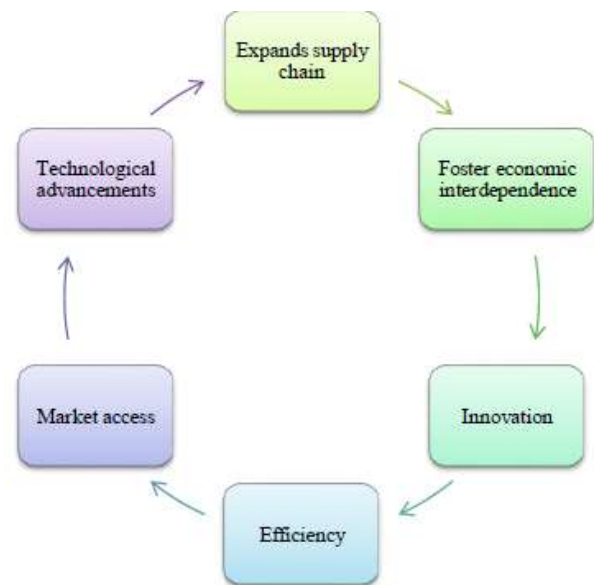 Expands supply
chain
Foster economic
interdependence
Innovation
Efficiency
Market access
Technological
advancements